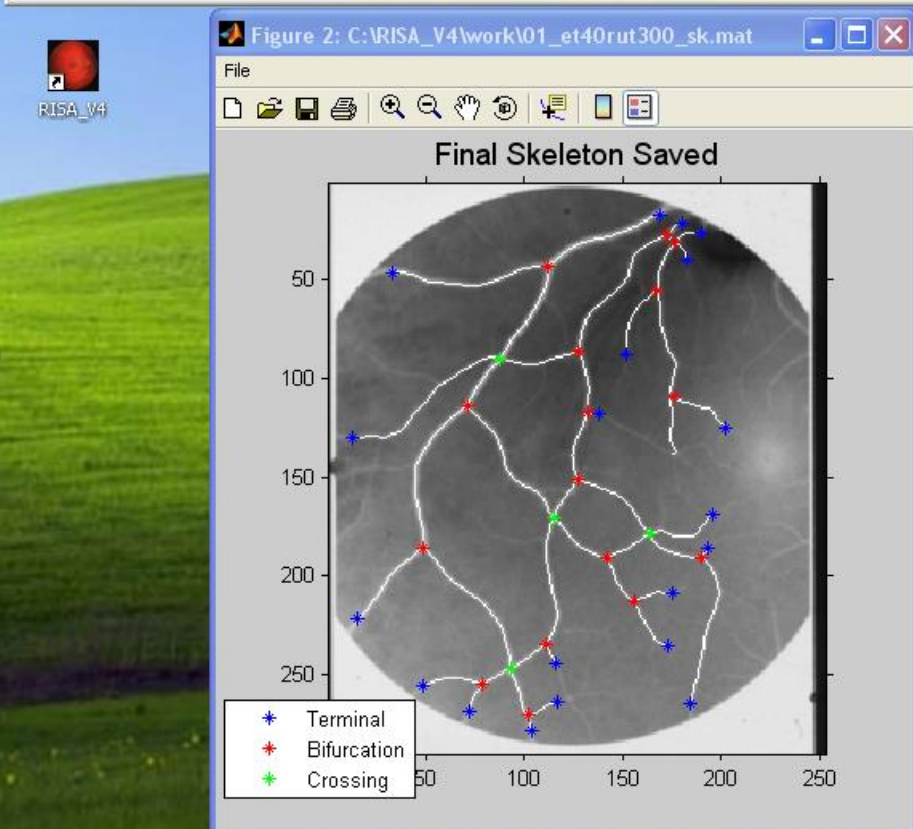 RISA_V4
Figure 2: C:\RISA_V4\work\01_et40rut300_sk.mat
File
Final Skeleton Saved
50
100
150
200
250
Terminal
Bifurcation
Crossing
50
100
150
200
250